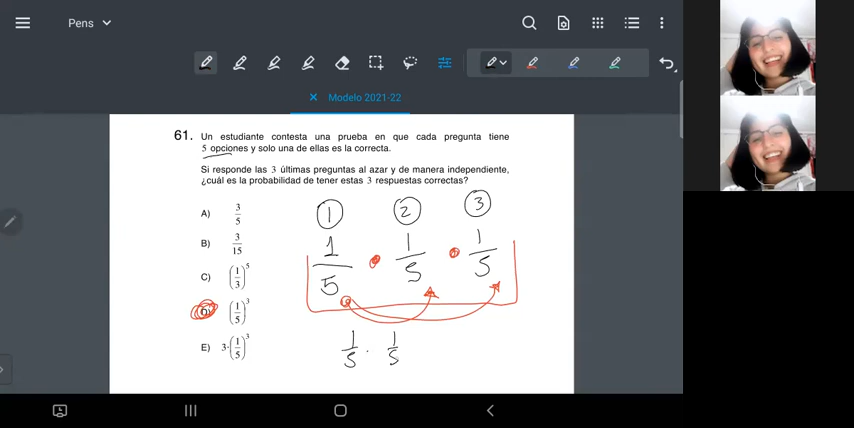 Pens
Modelo 2021-22
61. Un estudiante contesta una prueba en que cada pregunta tiene
5 opciones y solo una de ellas es la correcta.
Si responde las 3 últimas preguntas al azar y de manera independiente,
¿cuál es la probabilidad de tener estas 3 respuestas correctas?
A) 3/5
B) 3/15
C) (1/3)^5
D) (1/5)^3
E) 3·(1/5)^3
1 2 3
1/5 · 1/5 · 1/5
1/5 · 1/5